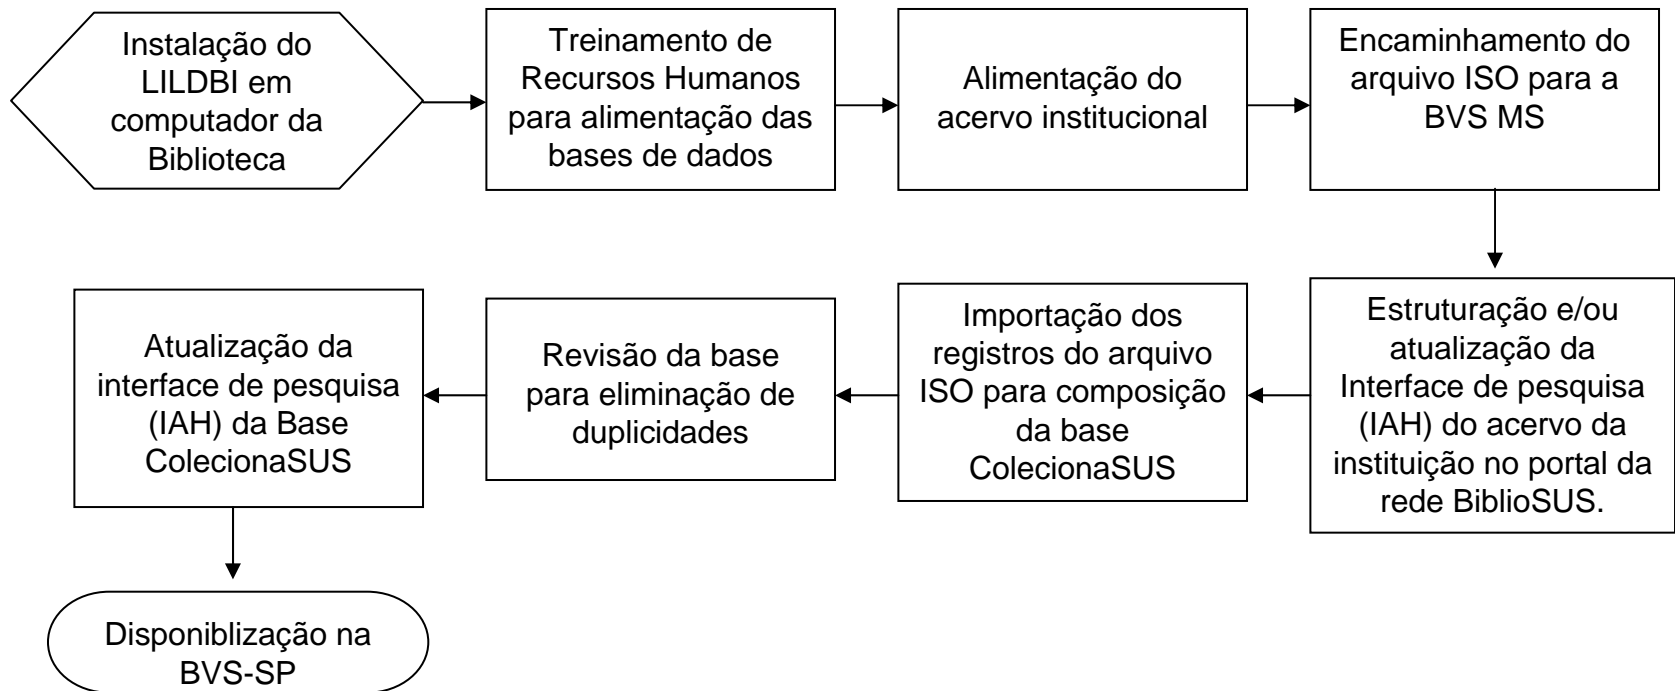 Instalação do
LILDBI em
computador da
Biblioteca
Treinamento de
Recursos Humanos
para alimentação das
bases de dados
Alimentação do
acervo institucional
Encaminhamento do
arquivo ISO para a
BVS MS
Estruturação e/ou
atualização da
Interface de pesquisa
(IAH) do acervo da
instituição no portal da
rede BiblioSUS.
Importação dos
registros do arquivo
ISO para composição
da base
ColecionaSUS
Revisão da base
para eliminação de
duplicidades
Atualização da
interface de pesquisa
(IAH) da Base
ColecionaSUS
Disponiblização na
BVS-SP